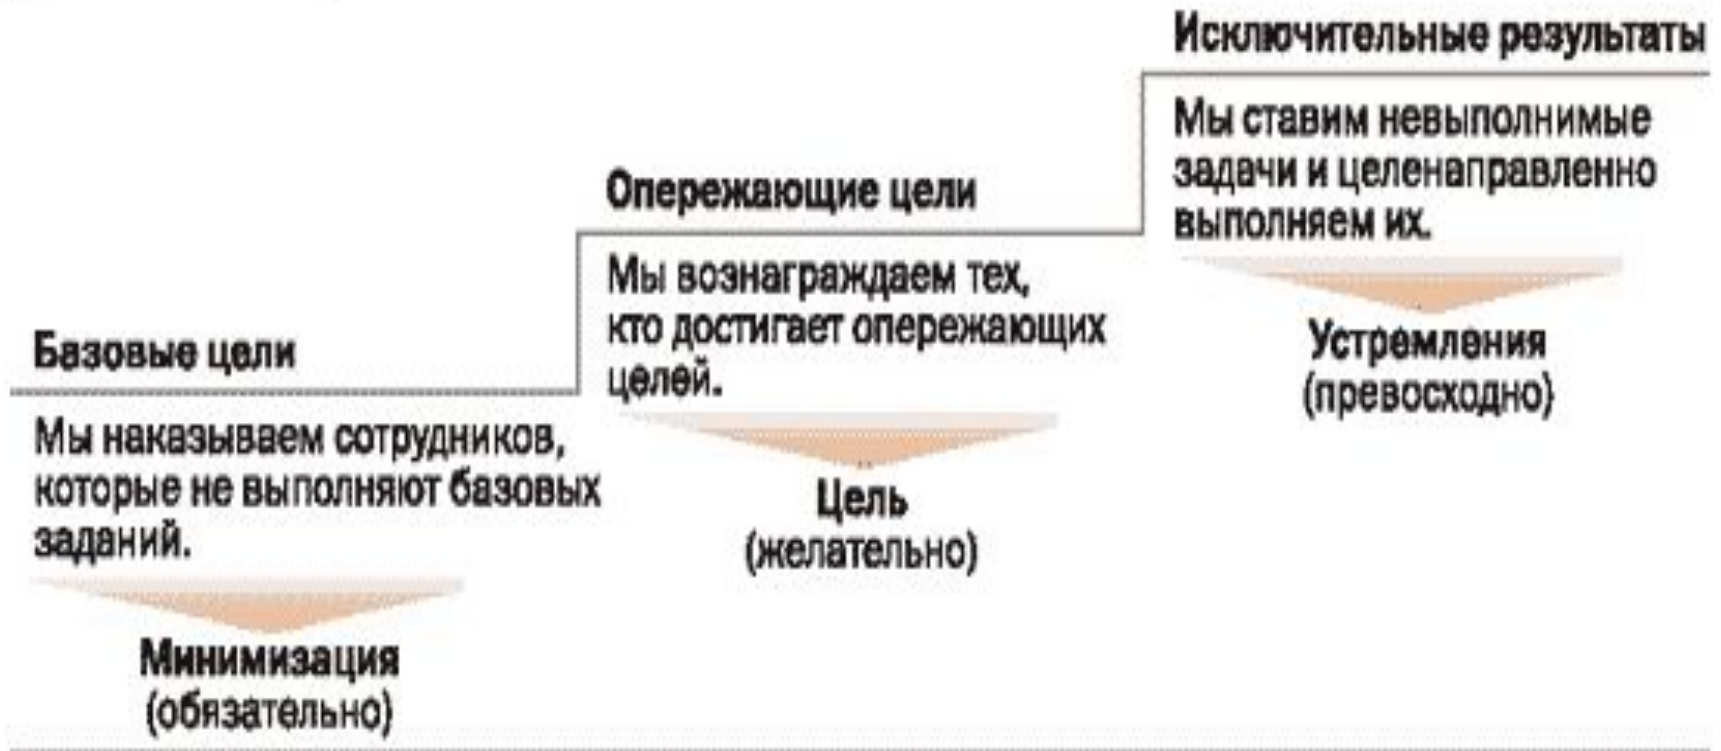 Исключительные результаты
Мы ставим невыполнимые
задачи и целенаправленно
выполняем их.
Устремления
(превосходно)
Опережающие цели
Мы вознаграждаем тех,
кто достигает опережающих
целей.
Цель
(желательно)
Базовые цели
Мы наказываем сотрудников,
которые не выполняют базовых
заданий.
Минимизация
(обязательно)